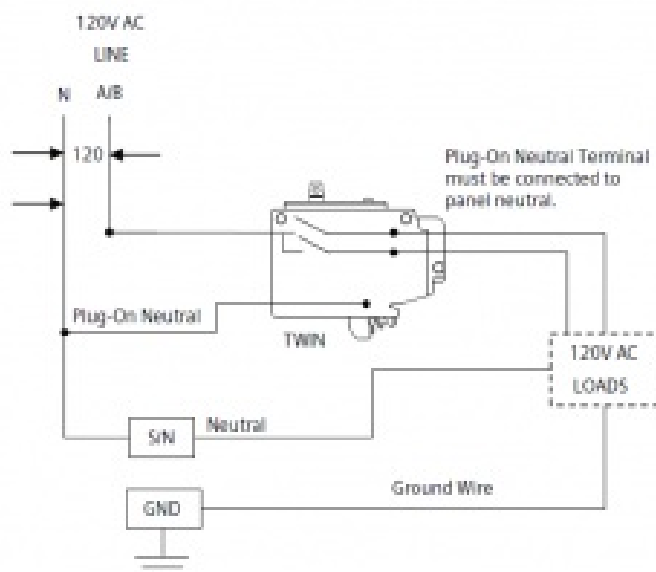 120V AC
LINE
N A/B
120
Plug-On Neutral Terminal
must be connected to
panel neutral.
Plug-On Neutral
TWIN
120V AC
LOADS
S/N
Neutral
Ground Wire
GND